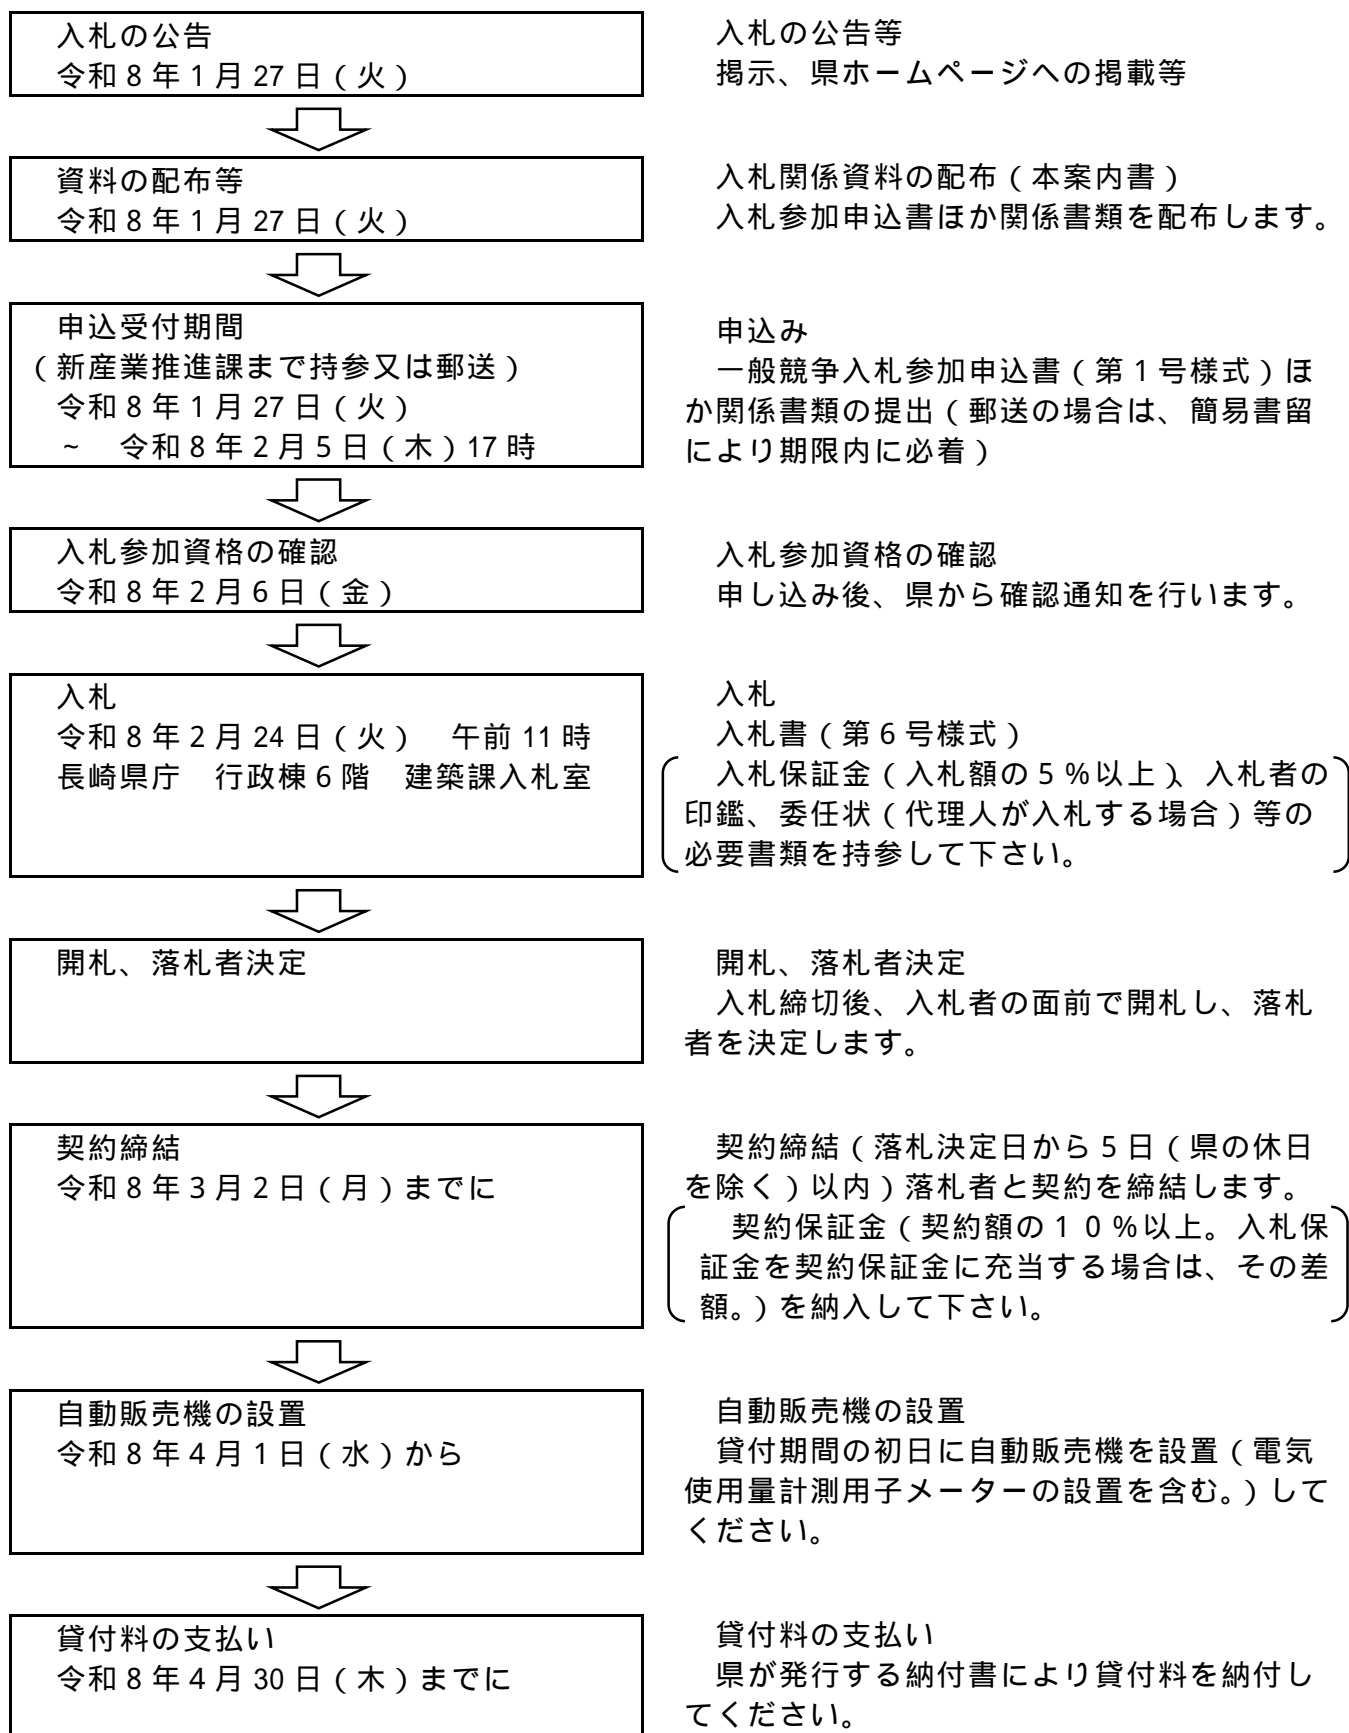 入札の公告
令和８年１月27日（火）
入札の公告等
掲示、県ホームページへの掲載等
資料の配布等
令和８年１月27日（火）
入札関係資料の配布（本案内書）
入札参加申込書ほか関係書類を配布します。
申込受付期間
（新産業推進課まで持参又は郵送）
令和８年１月27日（火）
～　令和８年２月５日（木）17時
申込み
一般競争入札参加申込書（第１号様式）ほ
か関係書類の提出（郵送の場合は、簡易書留
により期限内に必着）
入札参加資格の確認
令和８年２月６日（金）
入札参加資格の確認
申し込み後、県から確認通知を行います。
入札
令和８年２月24日（火）　午前11時
長崎県庁　行政棟６階　建築課入札室
入札
入札書（第６号様式）
入札保証金（入札額の５％以上）、入札者の
印鑑、委任状（代理人が入札する場合）等の
必要書類を持参して下さい。
開札、落札者決定
開札、落札者決定
入札締切後、入札者の面前で開札し、落札
者を決定します。
契約締結
令和８年３月２日（月）までに
契約締結（落札決定日から５日（県の休日
を除く）以内）落札者と契約を締結します。
契約保証金（契約額の１０％以上。入札保
証金を契約保証金に充当する場合は、その差
額。）を納入して下さい。
自動販売機の設置
令和８年４月１日（水）から
自動販売機の設置
貸付期間の初日に自動販売機を設置（電気
使用量計測用子メーターの設置を含む。）して
ください。
貸付料の支払い
令和８年４月30日（木）までに
貸付料の支払い
県が発行する納付書により貸付料を納付し
てください。